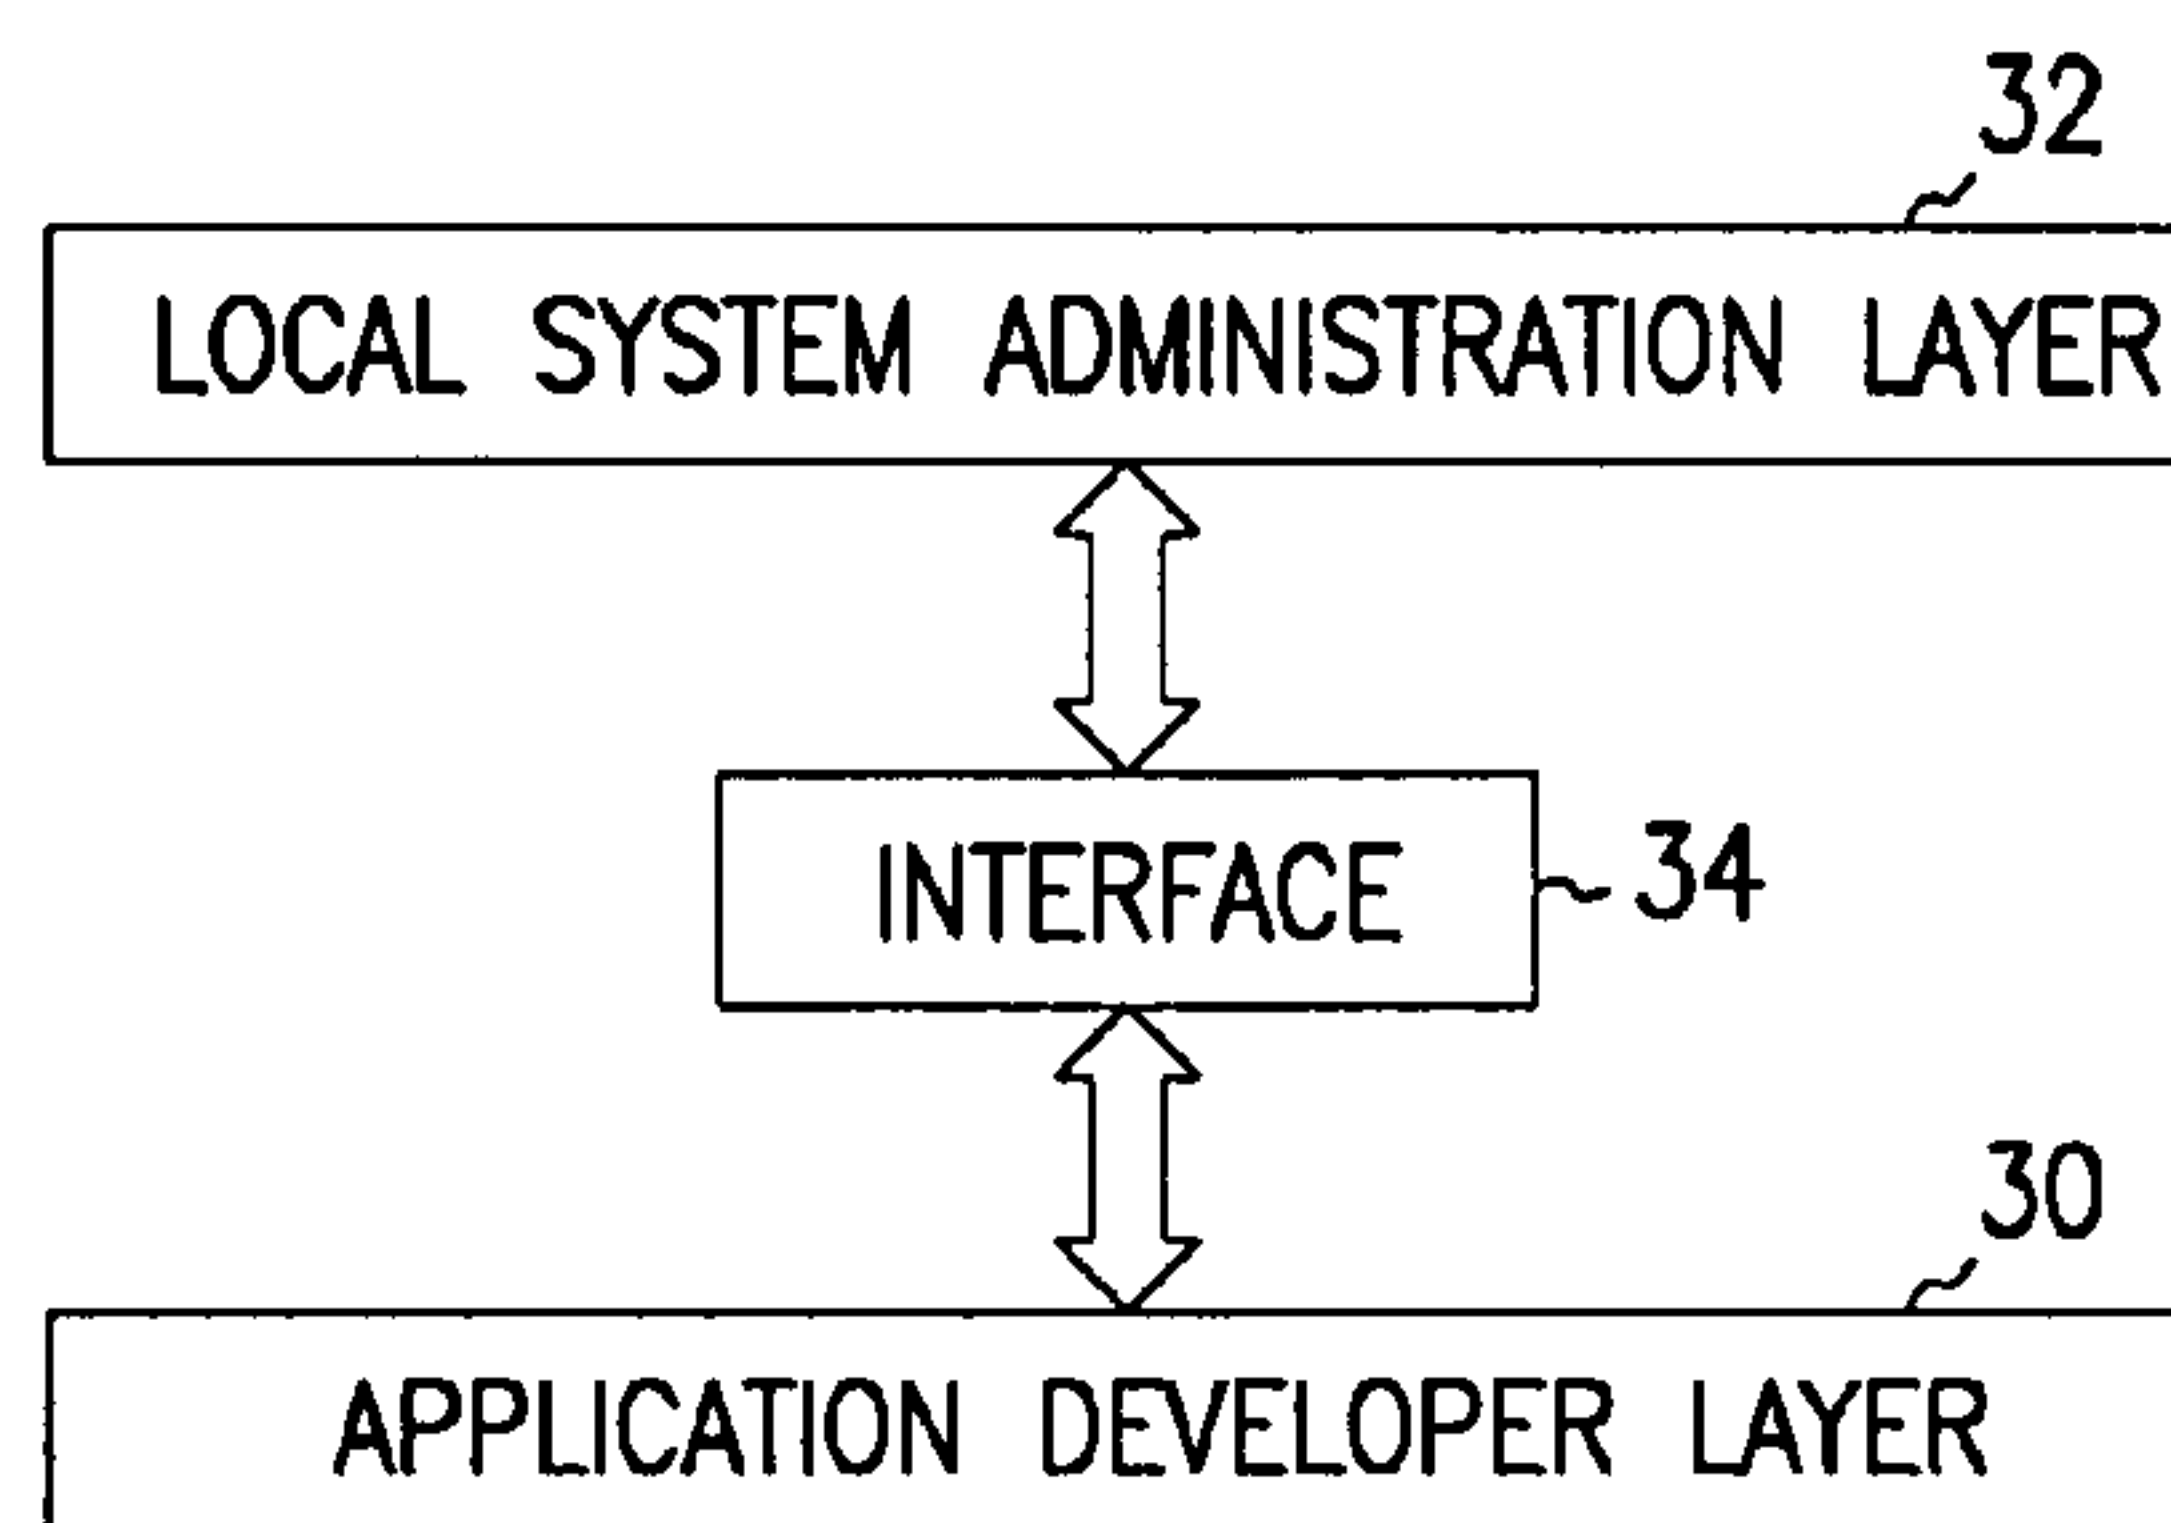 32
LOCAL SYSTEM ADMINISTRATION LAYER
INTERFACE
34
30
APPLICATION DEVELOPER LAYER